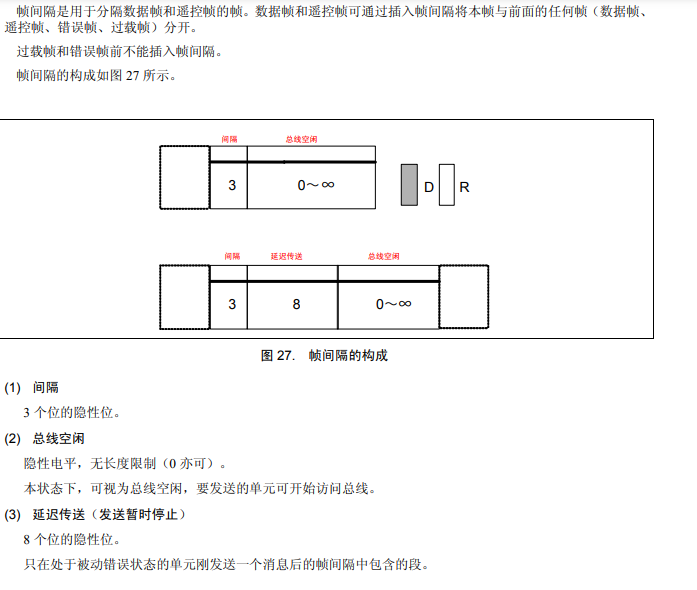 帧间隔是用于分隔数据帧和遥控帧的帧。数据帧和遥控帧可通过插入帧间隔将本帧与前面的任何帧（数据帧、
遥控帧、错误帧、过载帧）分开。
过载帧和错误帧前不能插入帧间隔。
帧间隔的构成如图 27 所示。
间隔 总线空闲
3 0～∞ D R
间隔 延迟传送 总线空闲
3 8 0～∞
图 27. 帧间隔的构成
(1) 间隔
3 个位的隐性位。
(2) 总线空闲
隐性电平，无长度限制（0 亦可）。
本状态下，可视为总线空闲，要发送的单元可开始访问总线。
(3) 延迟传送（发送暂时停止）
8 个位的隐性位。
只在处于被动错误状态的单元刚发送一个消息后的帧间隔中包含的段。